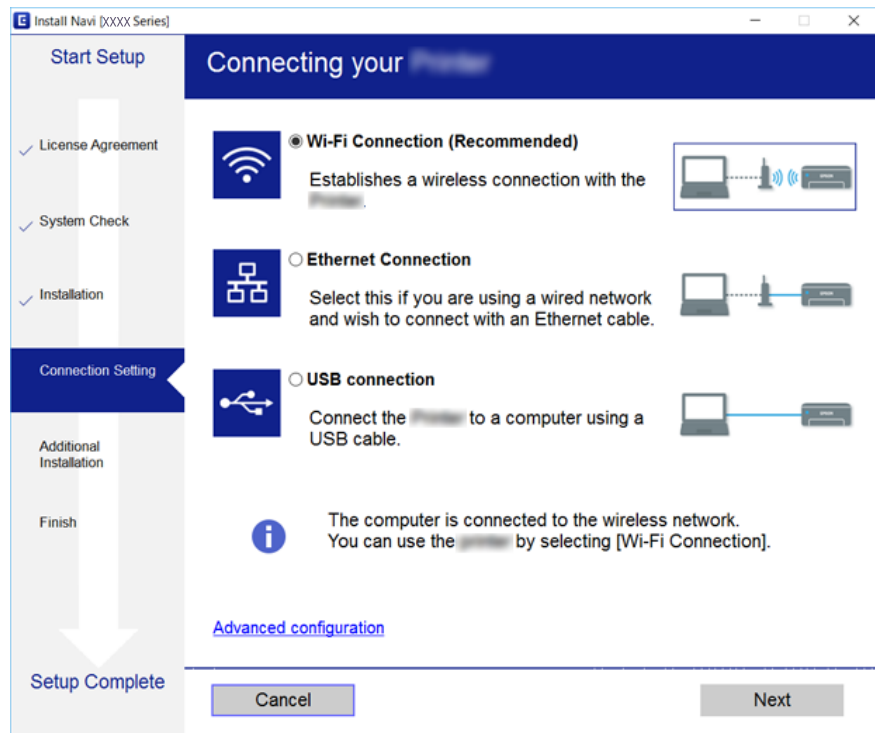 Install Navi [XXXX Series]
Start Setup
License Agreement
System Check
Installation
Connection Setting
Additional
Installation
Finish
Setup Complete
Connecting your
Wi-Fi Connection (Recommended)
Establishes a wireless connection with the
.
Ethernet Connection
Select this if you are using a wired network
and wish to connect with an Ethernet cable.
USB connection
Connect the to a computer using a
USB cable.
The computer is connected to the wireless network.
You can use the by selecting [Wi-Fi Connection].
Advanced configuration
Cancel
Next